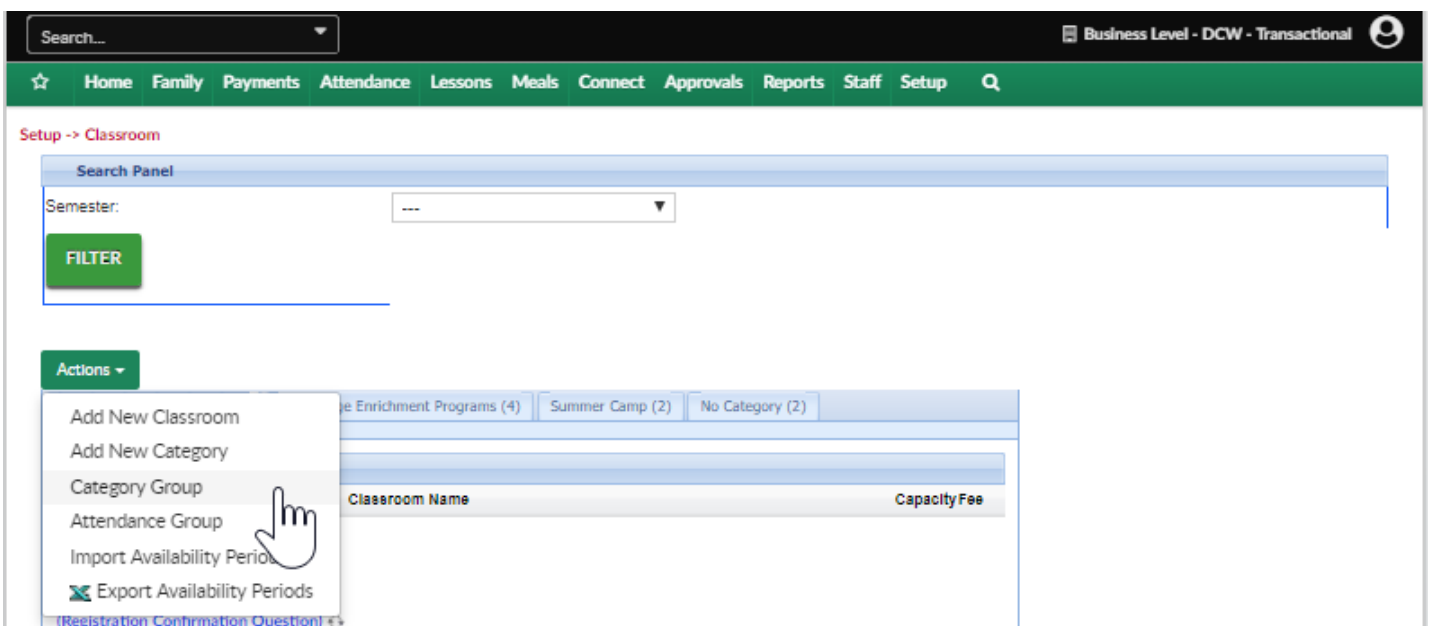 Search...
Business Level - DCW - Transactional
Home Family Payments Attendance Lessons Meals Connect Approvals Reports Staff Setup
Setup -> Classroom
Search Panel
Semester: ---
FILTER
Actions
Enrichment Programs (4) Summer Camp (2) No Category (2)
Add New Classroom
Add New Category
Category Group
Classroom Name Capacity Fee
Attendance Group
Import Availability
Export Availability Periods
(Registration Confirmation Question)